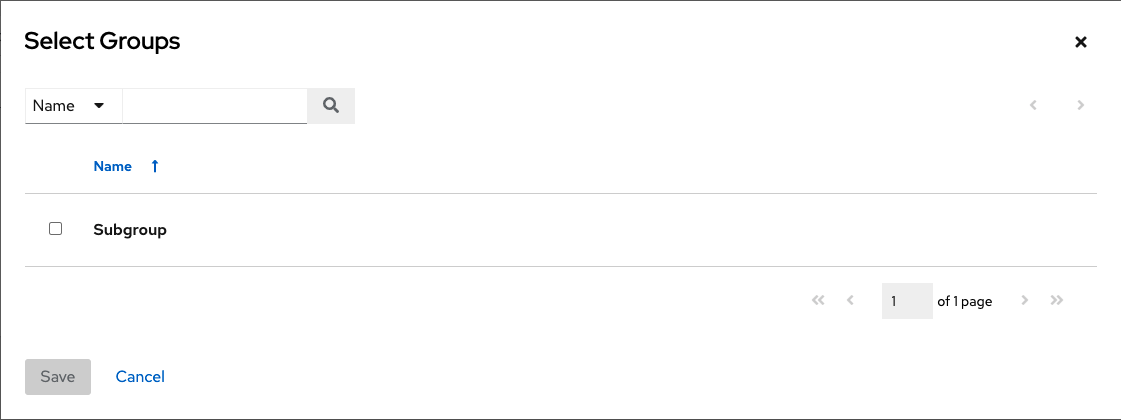 Select Groups
Name
Name
Subgroup
1 of 1 page
Save Cancel